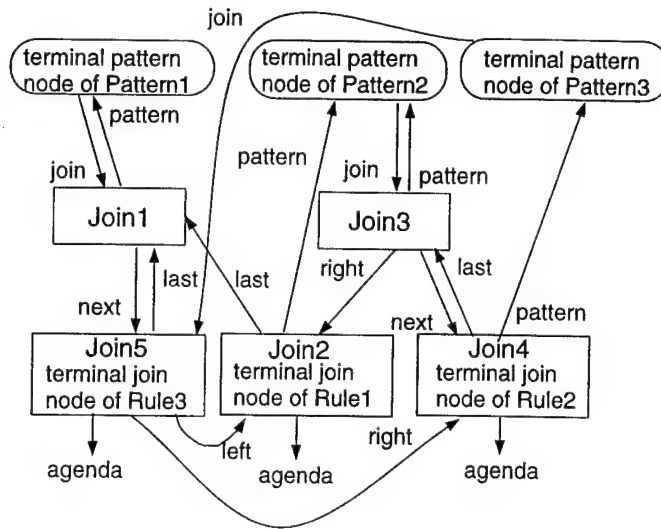 join
terminal pattern
node of Pattern1
terminal pattern
node of Pattern2
terminal pattern
node of Pattern3
pattern
join
pattern
join
pattern
Join1
Join3
last
last
right
last
next
next
pattern
Join5
terminal join
node of Rule3
Join2
terminal join
node of Rule1
Join4
terminal join
node of Rule2
left
right
agenda
agenda
agenda